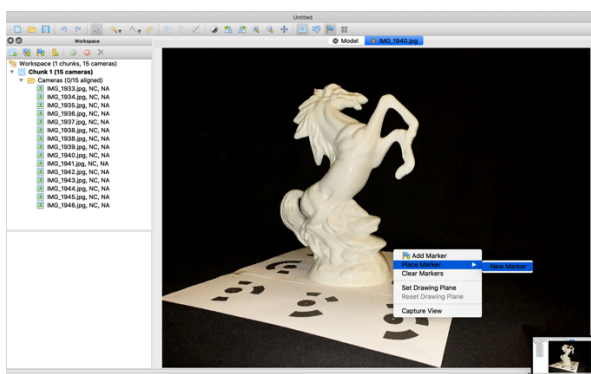 Untitled
Workspace
Model
IMG_1940.jpg
Workspace (1 chunks, 15 cameras)
Chunk 1 (15 cameras)
Cameras (0/15 aligned)
IMG_1933.jpg, NC, NA
IMG_1934.jpg, NC, NA
IMG_1935.jpg, NC, NA
IMG_1936.jpg, NC, NA
IMG_1937.jpg, NC, NA
IMG_1938.jpg, NC, NA
IMG_1938.jpg, NC, NA
IMG_1939.jpg, NC, NA
IMG_1940.jpg, NC, NA
IMG_1941.jpg, NC, NA
IMG_1942.jpg, NC, NA
IMG_1943.jpg, NC, NA
IMG_1944.jpg, NC, NA
IMG_1945.jpg, NC, NA
IMG_1946.jpg, NC, NA
Add Marker
Place Marker
New Marker
Clear Markers
Set Drawing Plane
Reset Drawing Plane
Capture View